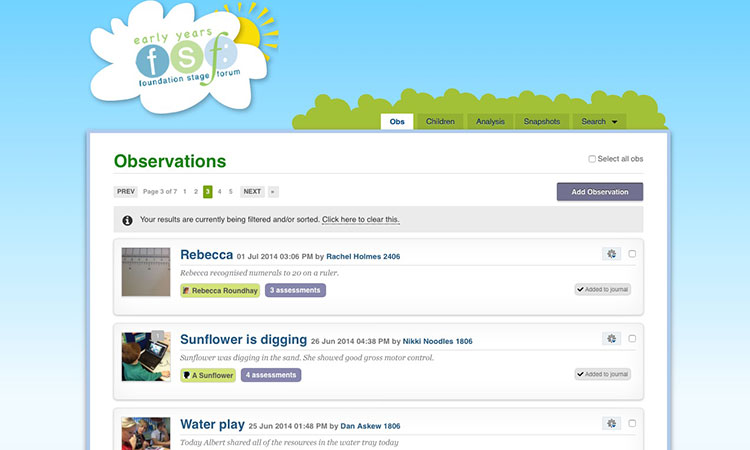 early years
fsf:
foundation stage forum
Obs Children Analysis Snapshots Search
Observations
Select all obs
PREV Page 3 of 7 1 2 3 4 5 NEXT »
Add Observation
Your results are currently being filtered and/or sorted. Click here to clear this.
Rebecca 01 Jul 2014 03:06 PM by Rachel Holmes 2406
Rebecca recognised numerals to 20 on a ruler.
Rebecca Roundhay 3 assessments
Added to journal
Sunflower is digging 26 Jun 2014 04:38 PM by Nikki Noodles 1806
Sunflower was digging in the sand. She showed good gross motor control.
A Sunflower 4 assessments
Added to journal
Water play 25 Jun 2014 01:48 PM by Dan Askew 1806
Today Albert shared all of the resources in the water tray today